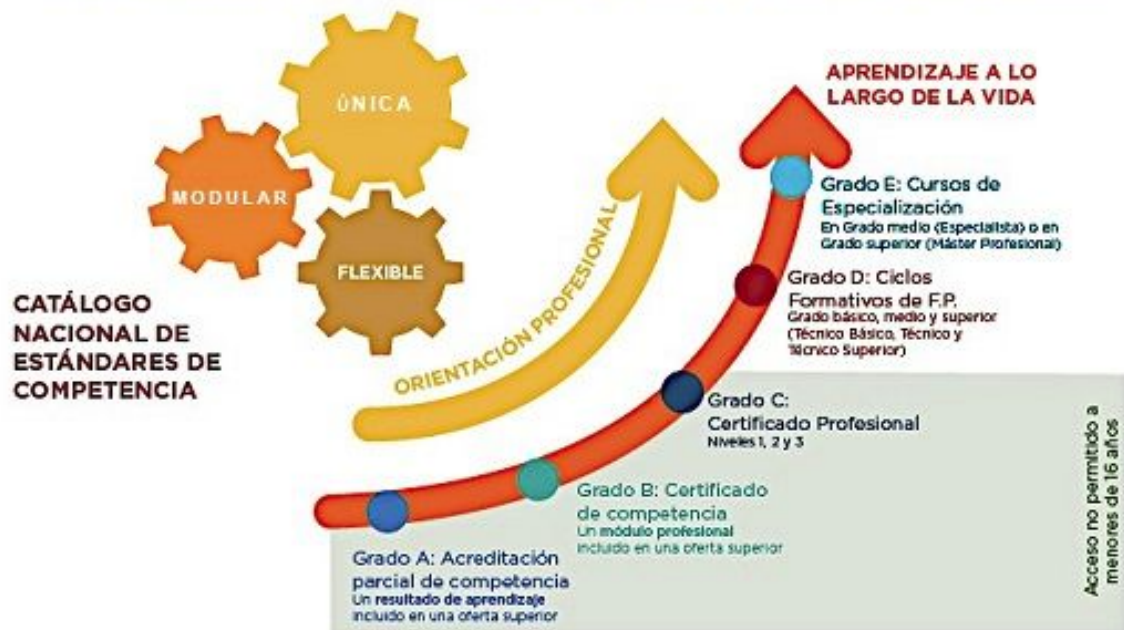 ÚNICA
MODULAR
FLEXIBLE
CATÁLOGO
NACIONAL DE
ESTÁNDARES DE
COMPETENCIA
ORIENTACIÓN PROFESIONAL
APRENDIZAJE A LO
LARGO DE LA VIDA
Grado E: Cursos de
Especialización
En Grado medio (Especialista) o en
Grado superior (Máster Profesional)
Grado D: Ciclos
Formativos de F.P.
Grado básico, medio y superior
(Técnico Básico, Técnico y
Técnico Superior)
Grado C:
Certificado Profesional
Niveles 1, 2 y 3
Grado B: Certificado
de competencia
Un módulo profesional
incluido en una oferta superior
Grado A: Acreditación
parcial de competencia
Un resultado de aprendizaje
incluido en una oferta superior
Acceso no permitido a
menores de 16 años